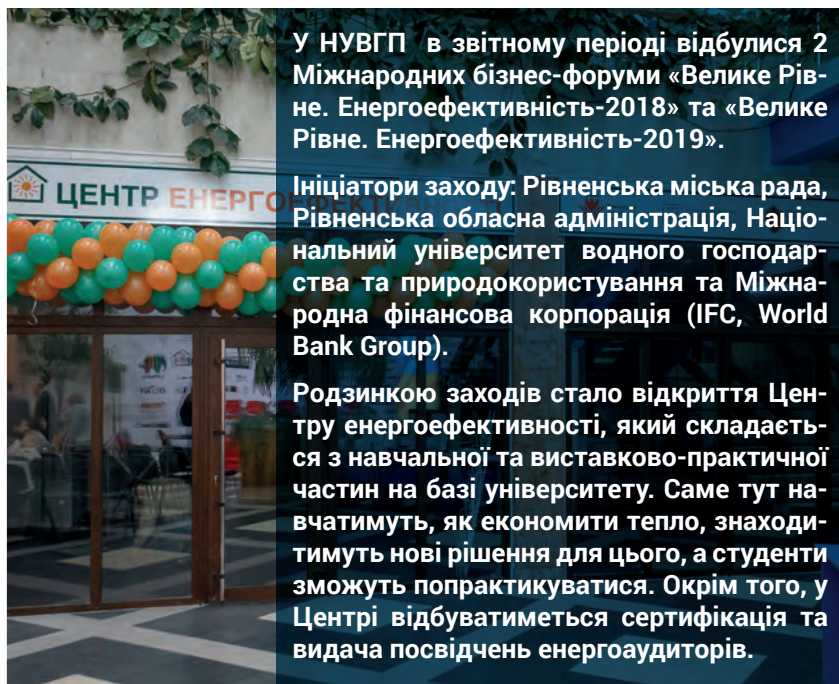 У НУВГП в звітному періоді відбулися 2
Міжнародних бізнес-форуми «Велике Рів-
не. Енергоефективність-2018» та «Велике
Рівне. Енергоефективність-2019».
Ініціатори заходу: Рівненська міська рада,
Рівненська обласна адміністрація, Націо-
нальний університет водного господар-
ства та природокористування та Міжна-
родна фінансова корпорація (IFC, World
Bank Group).
Родзинкою заходів стало відкриття Цен-
тру енергоефективності, який складаєть-
ся з навчальної та виставково-практичної
частин на базі університету. Саме тут на-
вчатимуть, як економити тепло, знаходи-
тимуть нові рішення для цього, а студенти
зможуть попрактикуватися. Окрім того, у
Центрі відбуватиметься сертифікація та
видача посвідчень енергоаудиторів.
ЦЕНТР ЕНЕРГОЕФЕКТИВНОСТІ